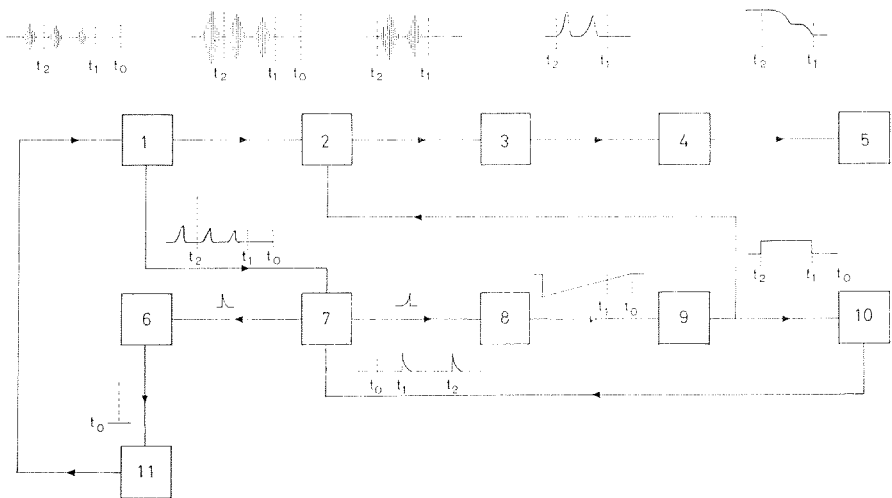 t₂ t₁ t₀
t₂ t₁ t₀
t₂ t₁
t₂ t₁
t₂ t₁
1 2 3 4 5
t₂ t₁ t₀
t₂ t₁ t₀
t₁ t₀
6 7 8 9 10
t₀ t₁ t₂
t₀
11